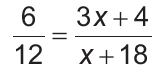 6/12 = 3x + 4/x + 18